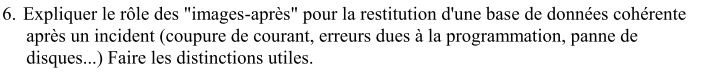 6. Expliquer le rôle des "images-après" pour la restitution d'une base de données cohérente
après un incident (coupure de courant, erreurs dues à la programmation, panne de
disques...) Faire les distinctions utiles.